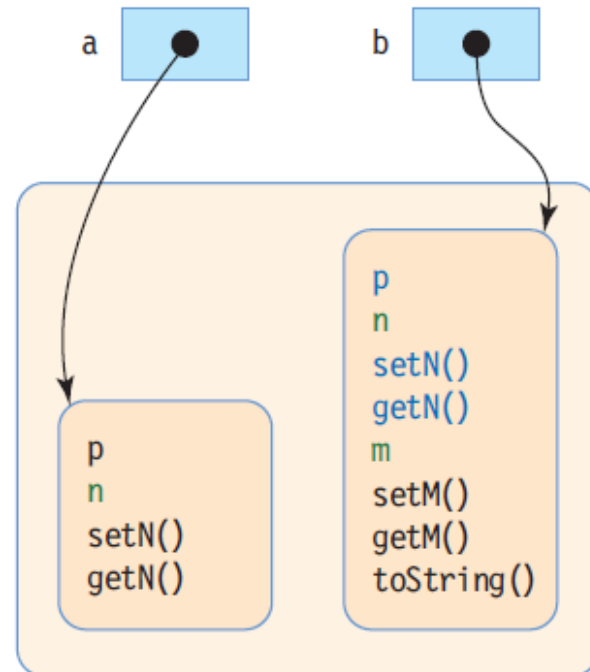 a
b
p
n
setN()
getN()
p
n
setN()
getN()
m
setM()
getM()
toString()